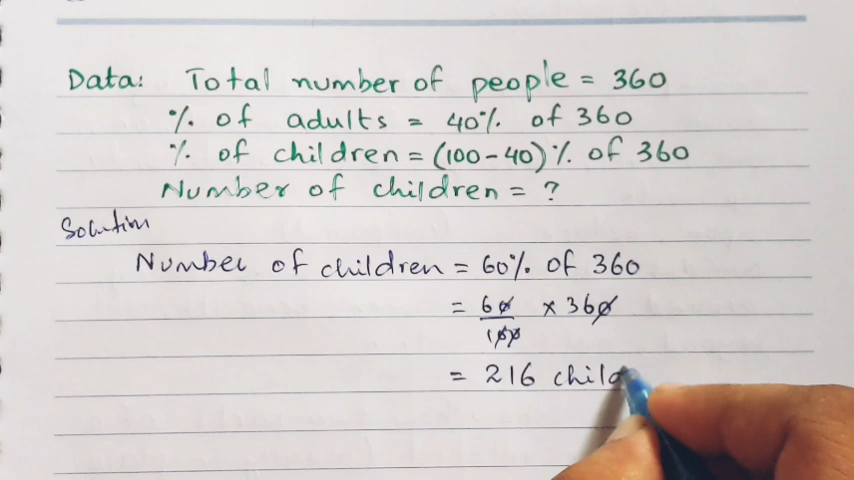 Data: Total number of people = 360
% of adults = 40% of 360
% of children = (100-40)% of 360
Number of children = ?
Solution
Number of children = 60% of 360
= 60/100 × 360
= 216 child